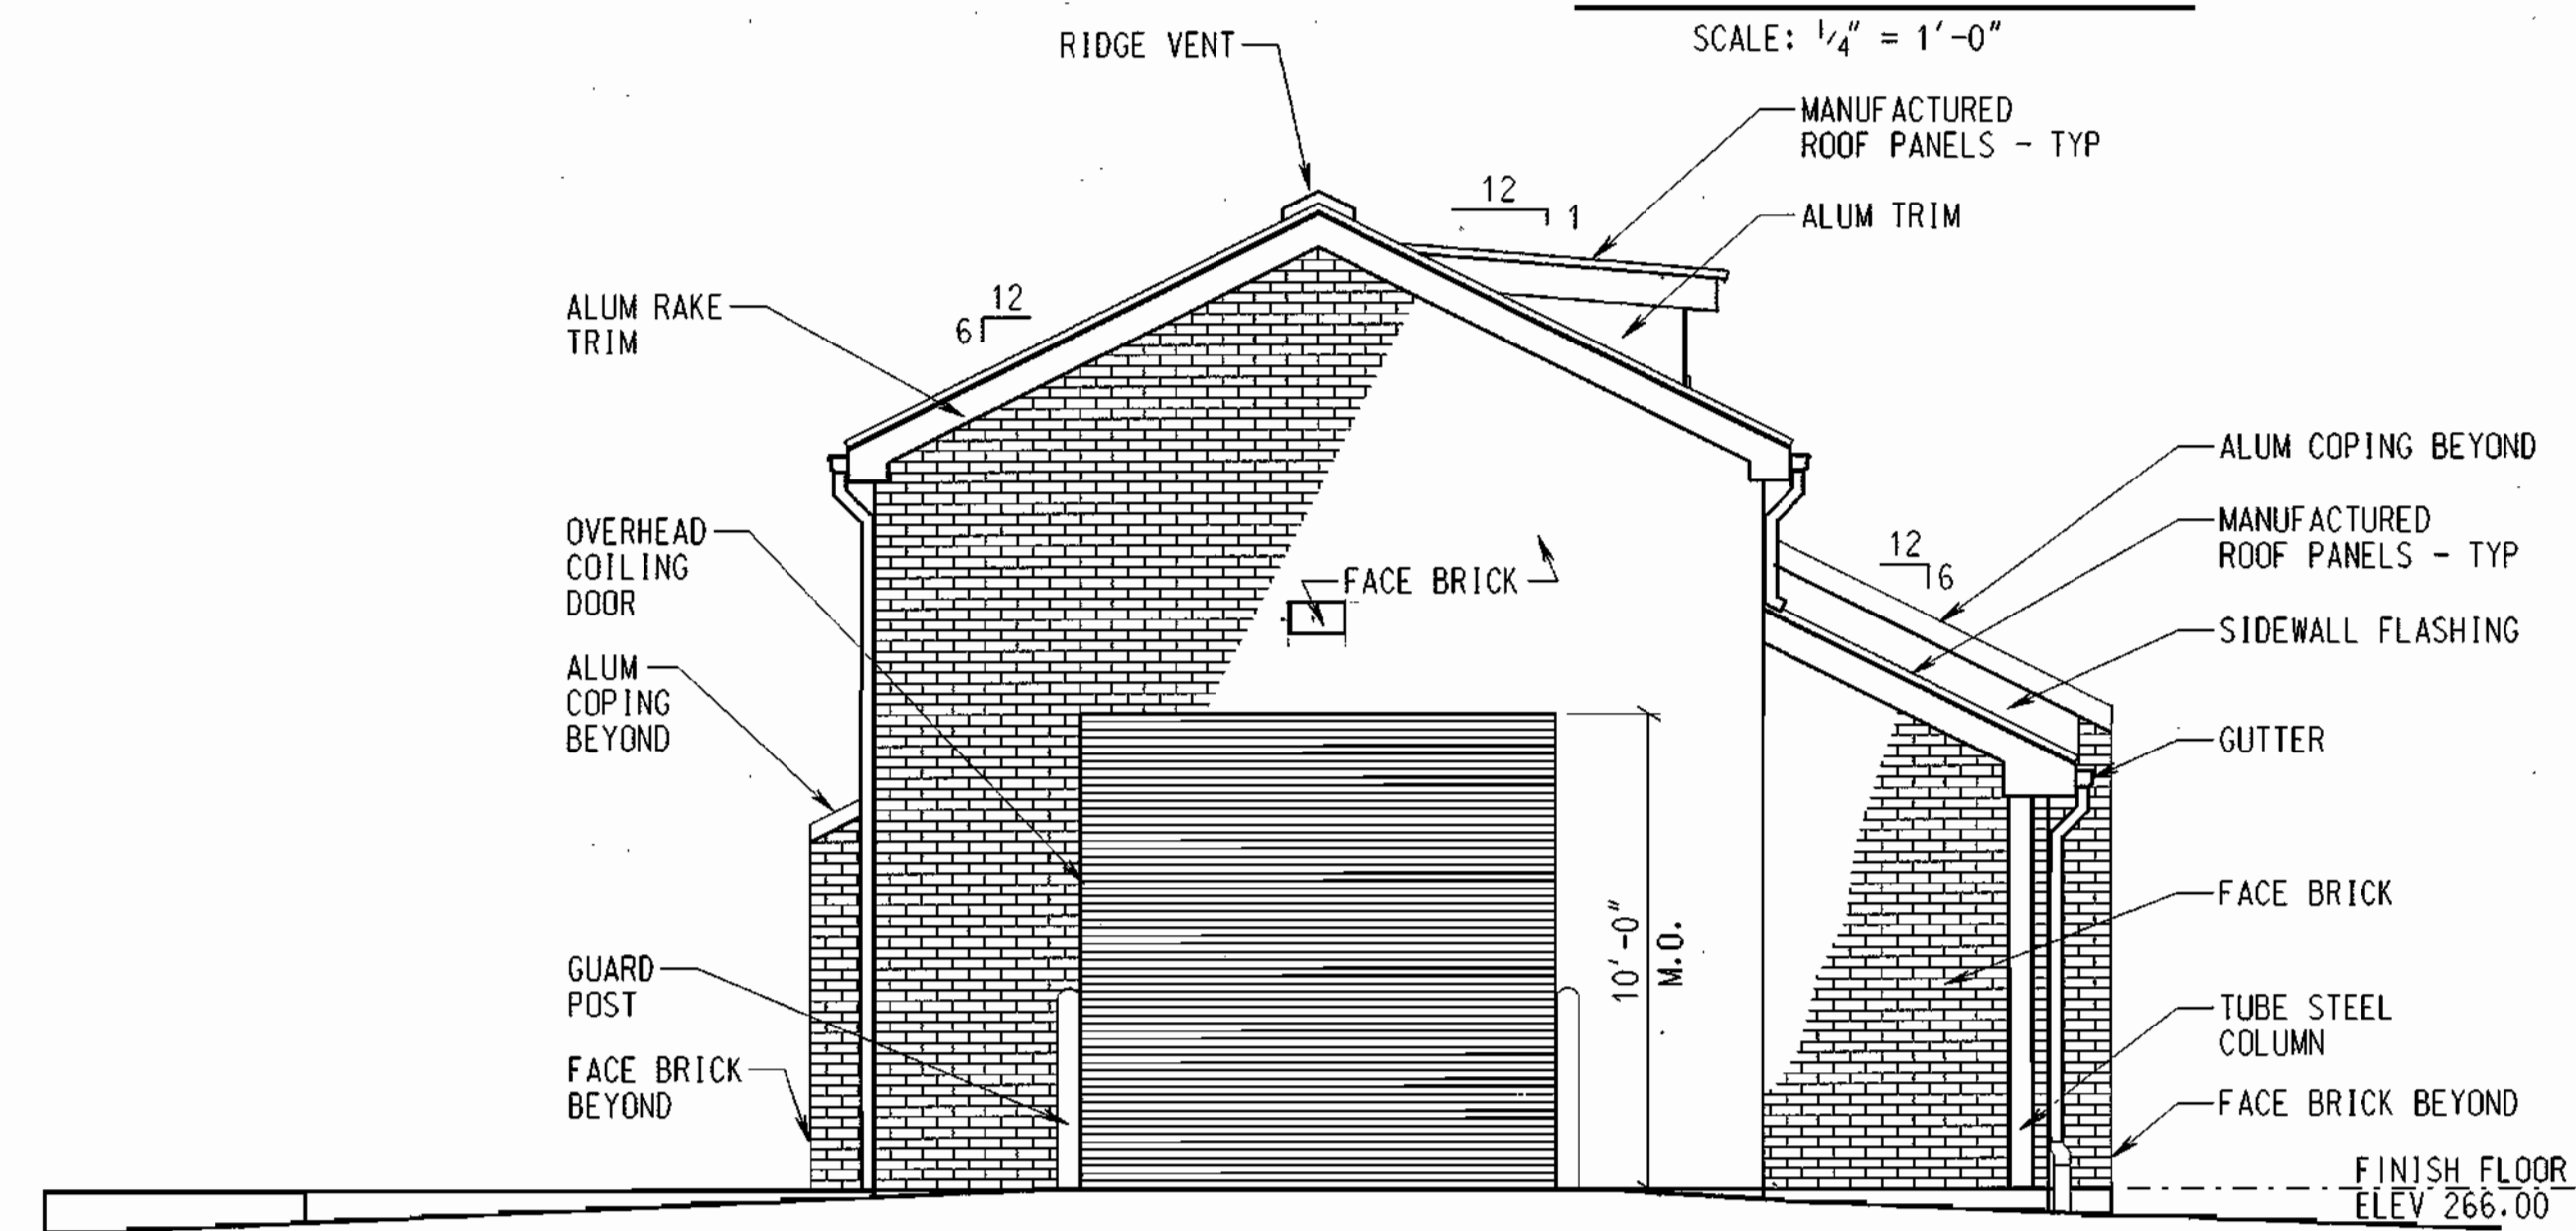 SCALE: 1/4" = 1'-0"
RIDGE VENT
MANUFACTURED
ROOF PANELS - TYP
12
1
ALUM TRIM
ALUM RAKE
TRIM
12
6
ALUM COPING BEYOND
MANUFACTURED
ROOF PANELS - TYP
12
6
OVERHEAD
COILING
DOOR
FACE BRICK
SIDEWALL FLASHING
ALUM
COPING
BEYOND
GUTTER
FACE BRICK
10'-0"
M.O.
GUARD
POST
TUBE STEEL
COLUMN
FACE BRICK
BEYOND
FACE BRICK BEYOND
FINISH FLOOR
ELEV 266.00